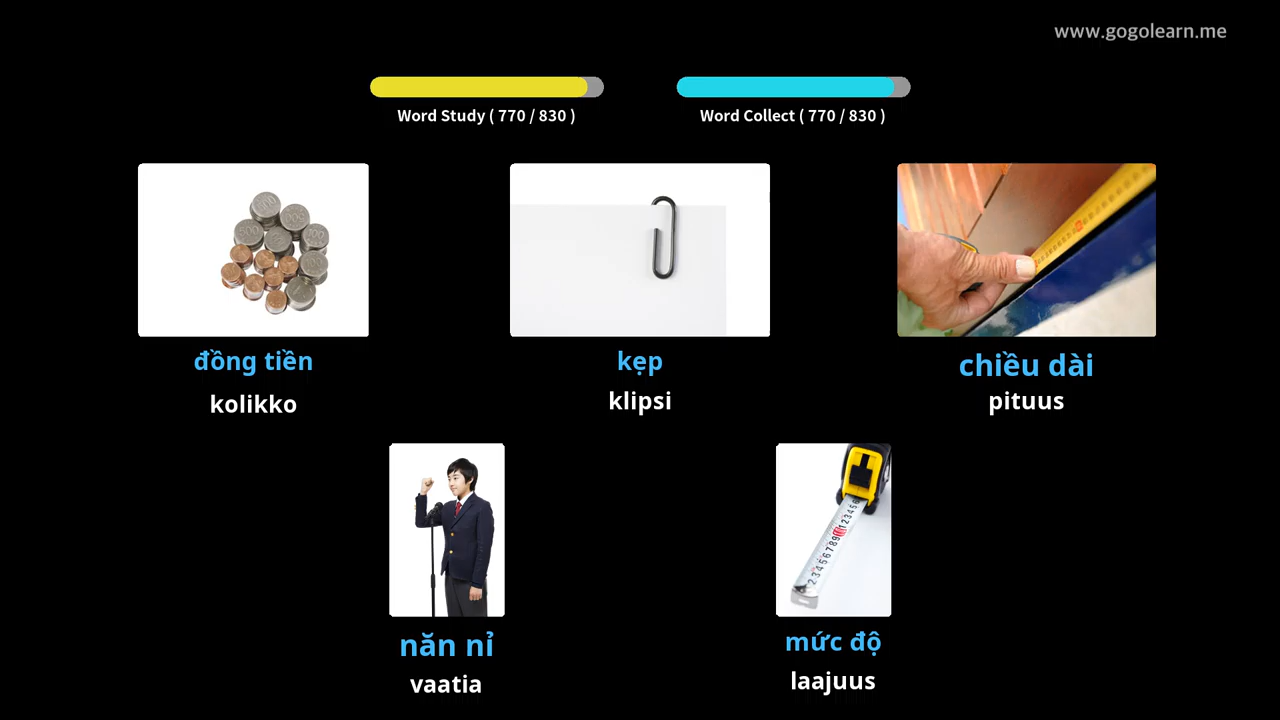 www.gogolearn.me
Word Study ( 770 / 830 )
Word Collect ( 770 / 830 )
đồng tiền
kolikko
kẹp
klipsi
chiều dài
pituus
năn nỉ
vaatia
mức độ
laajuus